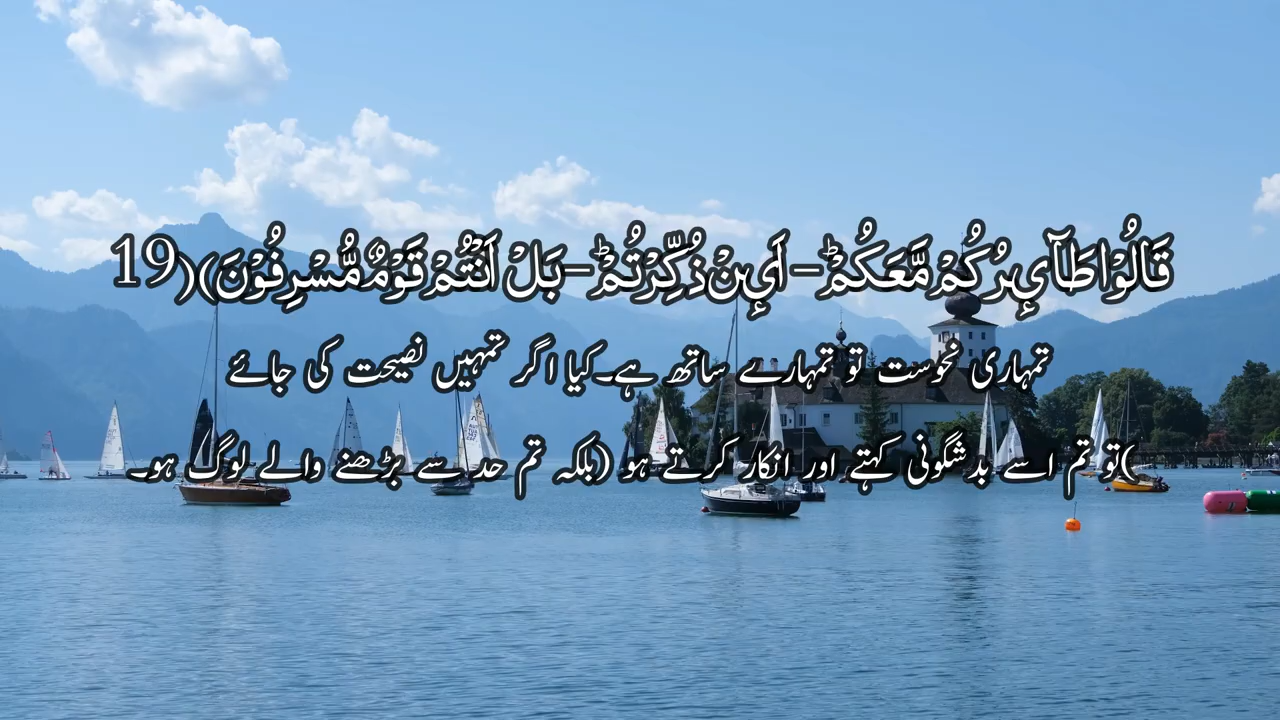 قَالُوْا طَآىٕرُكُمْ مَّعَكُمْؕ-اَىٕنْ ذُكِّرْتُمْؕ-بَلْ اَنْتُمْ قَوْمٌ مُّسْرِفُوْنَ)(19
تمہاری نحوست تو تمہارے ساتھ ہے۔کیا اگر تمہیں نصیحت کی جائے
)تو تم اسے بدشگونی کہتے اور انکار کرتے ہو (بلکہ تم حد سے بڑھنے والے لوگ ہو۔